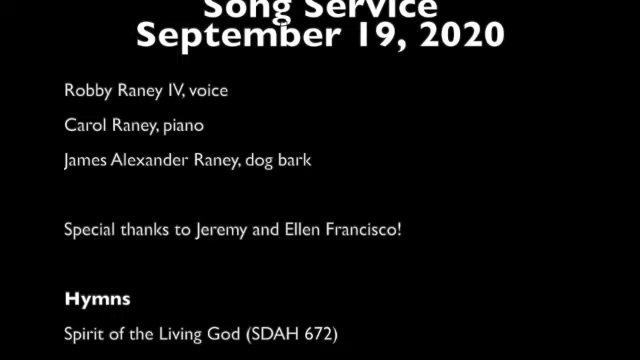 Song Service
September 19, 2020
Robby Raney IV, voice
Carol Raney, piano
James Alexander Raney, dog bark
Special thanks to Jeremy and Ellen Francisco!
Hymns
Spirit of the Living God (SDAH 672)